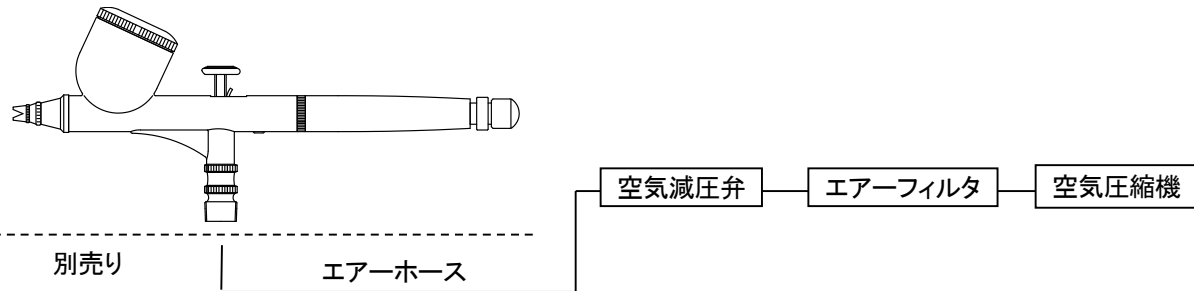 空気減圧弁
エアーフィルタ
空気圧縮機
別売り
エアーホース